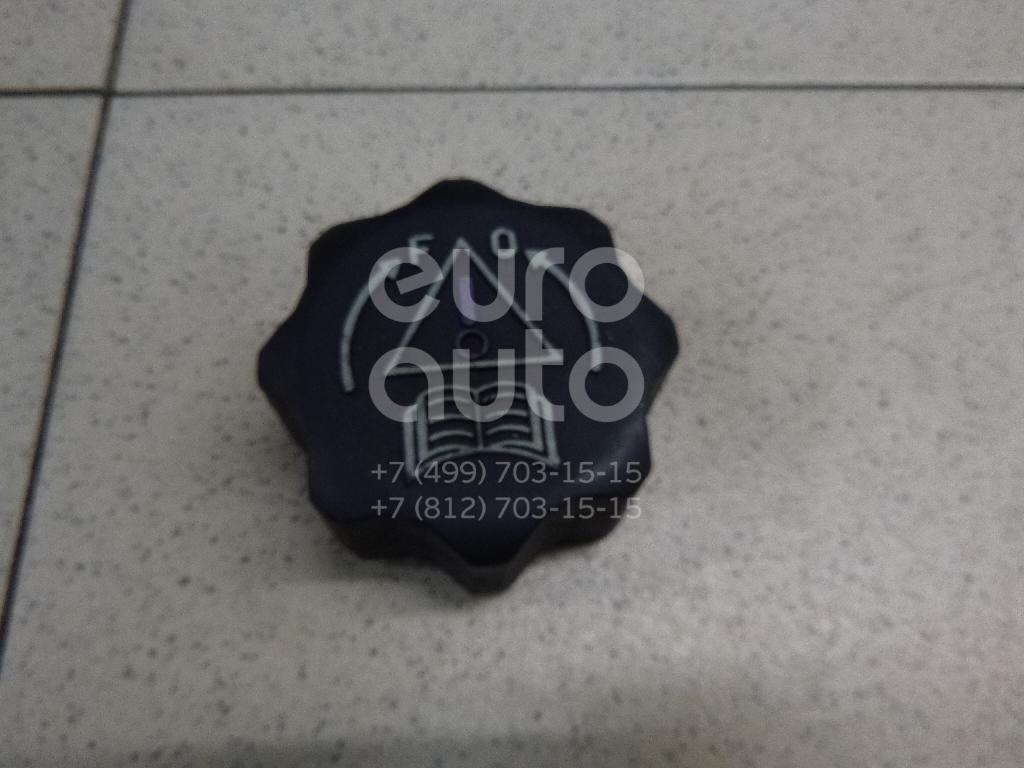 F O
euro
auto
+7 (499) 703-15-15
+7 (812) 703-15-15